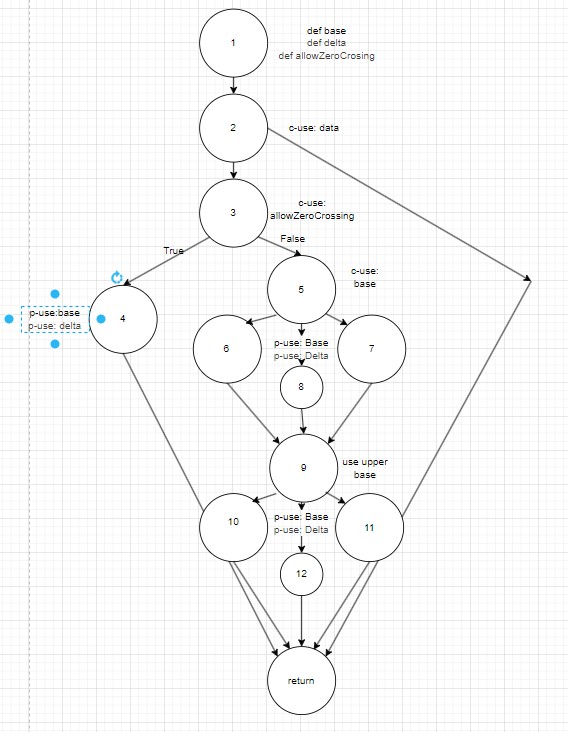 1
def base
def delta
def allowZeroCrosing
2
c-use: data
3
c-use:
allowZeroCrossing
True
False
5
c-use:
base
p-use:base
p-use: delta
4
6
p-use: Base
p-use: Delta
7
8
9
use upper
base
10
p-use: Base
p-use: Delta
11
12
return